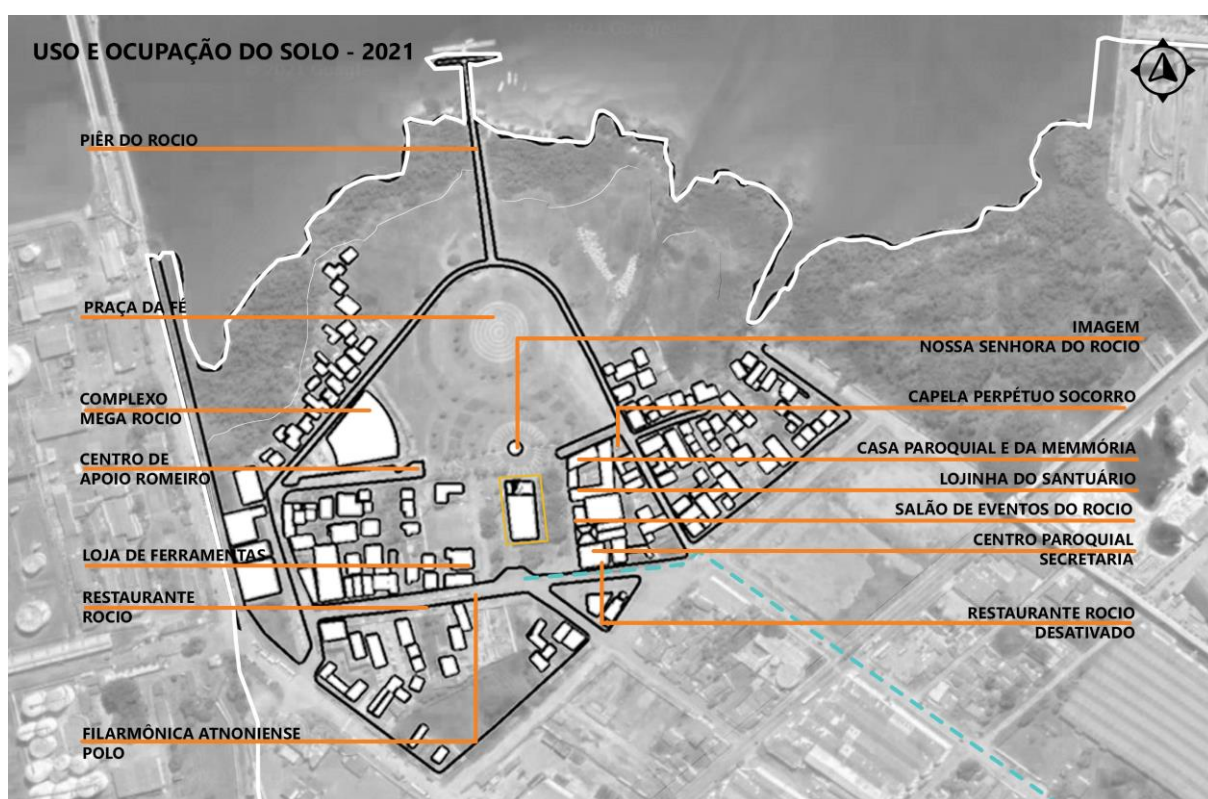 USO E OCUPAÇÃO DO SOLO - 2021
PIÊR DO ROCIO
PRAÇA DA FÉ
COMPLEXO
MEGA ROCIO
CENTRO DE
APOIO ROMEIRO
LOJA DE FERRAMENTAS
RESTAURANTE
ROCIO
FILARMÔNICA ATNONIENSE
POLO
IMAGEM
NOSSA SENHORA DO ROCIO
CAPELA PERPÉTUO SOCORRO
CASA PAROQUIAL E DA MEMMÓRIA
LOJINHA DO SANTUÁRIO
SALÃO DE EVENTOS DO ROCIO
CENTRO PAROQUIAL
SECRETARIA
RESTAURANTE ROCIO
DESATIVADO